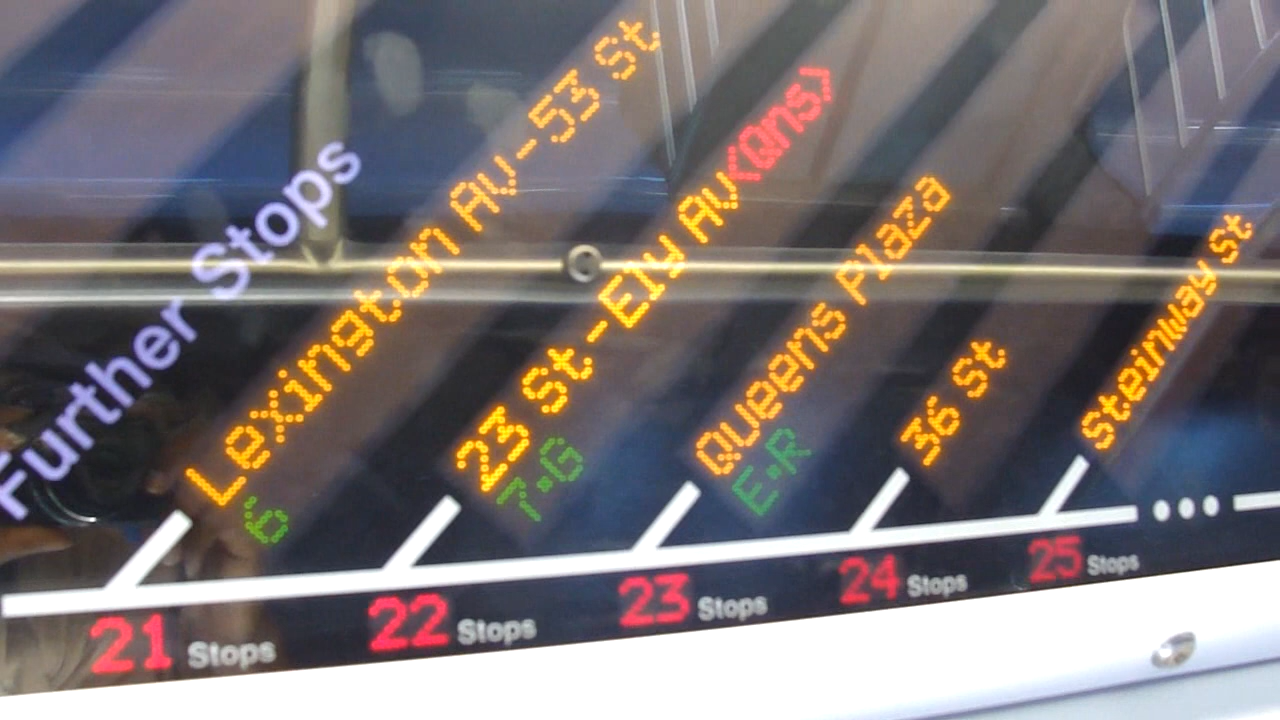 Further Stops
Lexington Av-53 St
6
23 St-Ely Av(Qns)
7•G
Queens Plaza
E•R
36 St
Steinway St
21 Stops
22 Stops
23 Stops
24 Stops
25 Stops